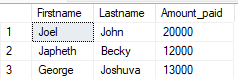 Firstname Lastname Amount_paid
1 Joel John 20000
2 Japheth Becky 12000
3 George Joshuva 13000